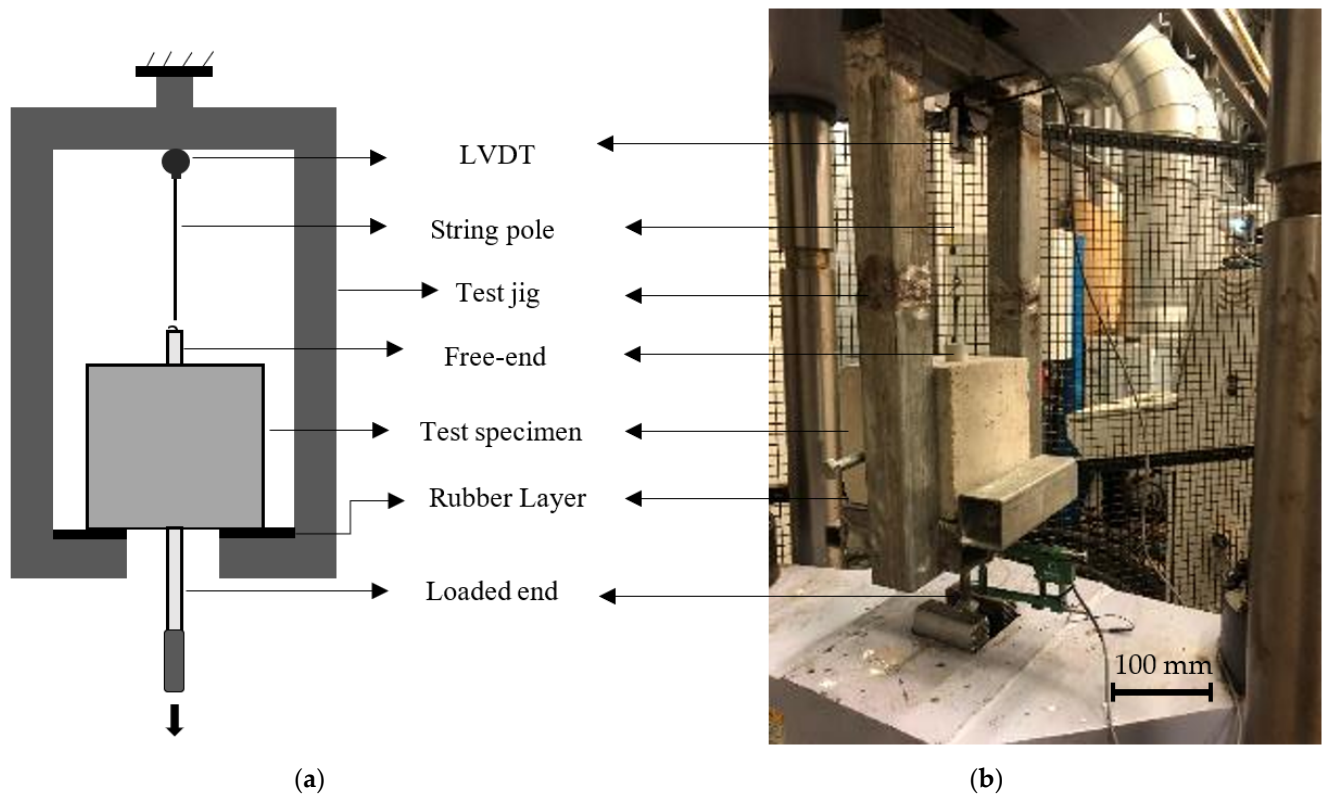 LVDT
String pole
Test jig
Free-end
Test specimen
Rubber Layer
Loaded end
100 mm
(a)
(b)